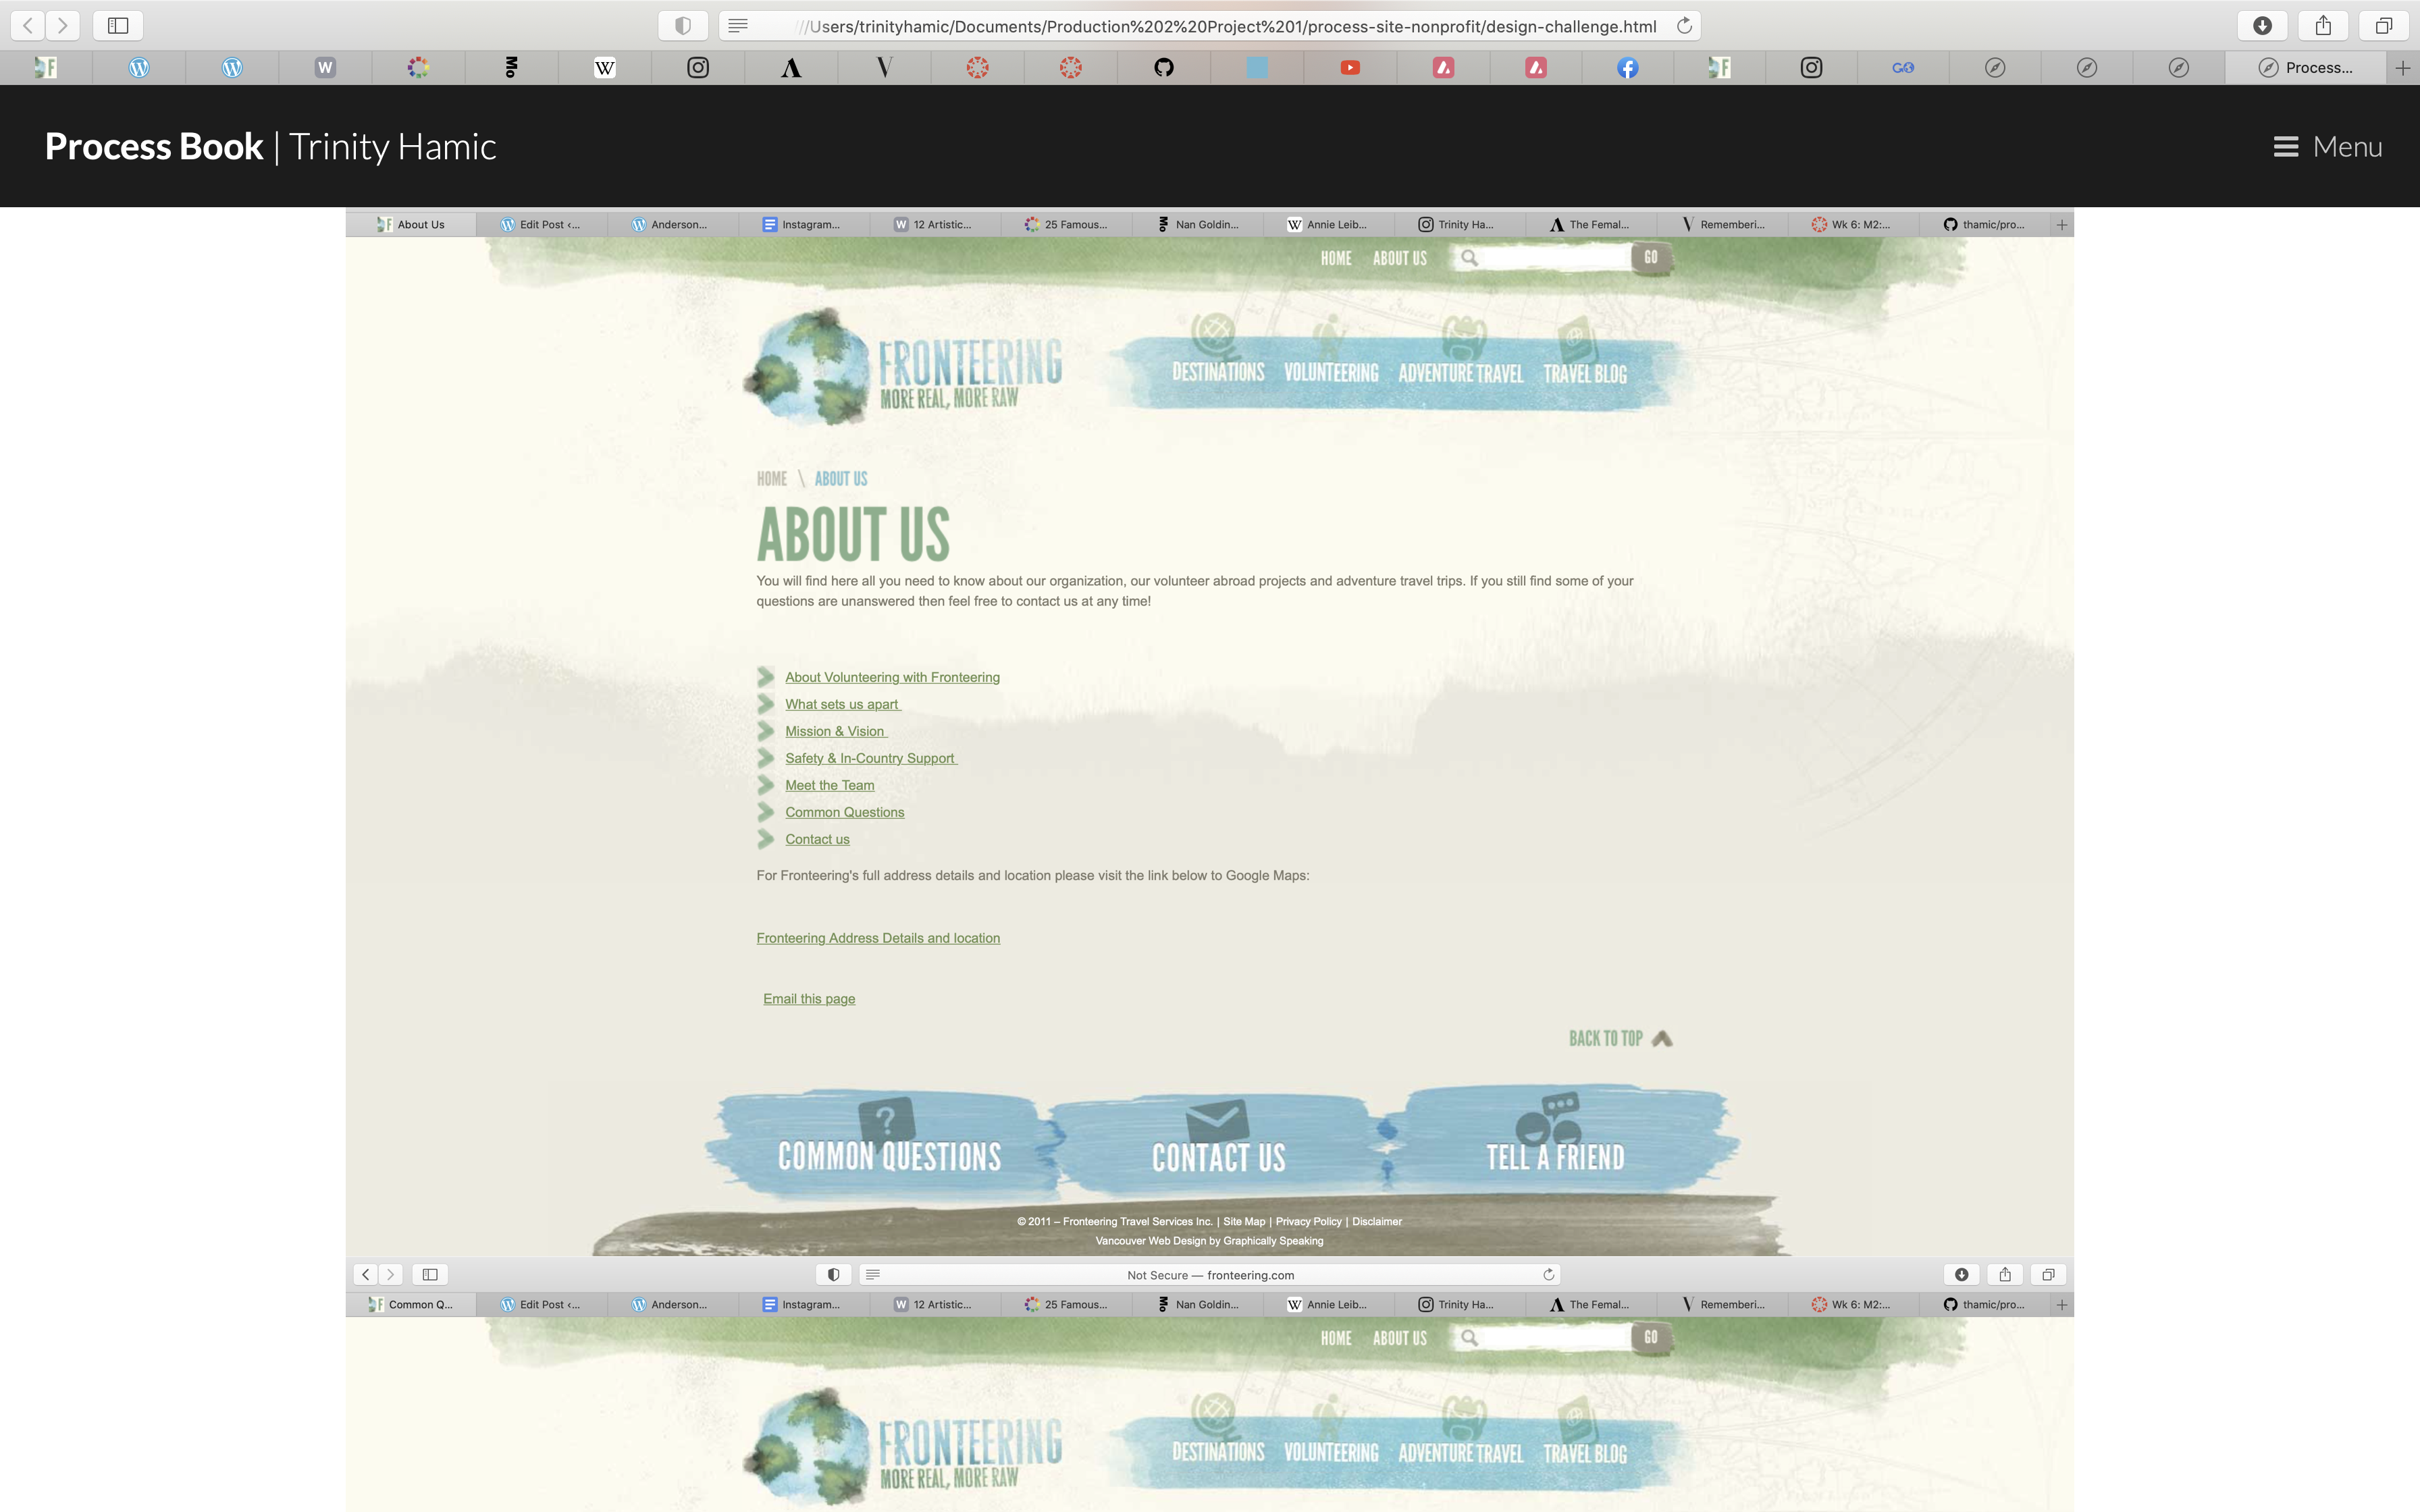 ///Users/trinityhamic/Documents/Production%202%20Project%201/process-site-nonprofit/design-challenge.html
Process...
Process Book | Trinity Hamic
Menu
About Us Edit Post <... Anderson... Instagram... 12 Artistic... 25 Famous... Nan Goldin... Annie Leib... Trinity Ha... The Femal... Rememberi... Wk 6: M2:... thamic/pro...
HOME ABOUT US GO
FRONTEERING
MORE REAL, MORE RAW
DESTINATIONS VOLUNTEERING ADVENTURE TRAVEL TRAVEL BLOG
HOME \ ABOUT US
ABOUT US
You will find here all you need to know about our organization, our volunteer abroad projects and adventure travel trips. If you still find some of your
questions are unanswered then feel free to contact us at any time!
About Volunteering with Fronteering
What sets us apart
Mission & Vision
Safety & In-Country Support
Meet the Team
Common Questions
Contact us
For Fronteering's full address details and location please visit the link below to Google Maps:
Fronteering Address Details and location
Email this page
BACK TO TOP
COMMON QUESTIONS CONTACT US TELL A FRIEND
© 2011 – Fronteering Travel Services Inc. | Site Map | Privacy Policy | Disclaimer
Vancouver Web Design by Graphically Speaking
Not Secure — fronteering.com
Common Q... Edit Post <... Anderson... Instagram... 12 Artistic... 25 Famous... Nan Goldin... Annie Leib... Trinity Ha... The Femal... Rememberi... Wk 6: M2:... thamic/pro...
HOME ABOUT US GO
FRONTEERING
MORE REAL, MORE RAW
DESTINATIONS VOLUNTEERING ADVENTURE TRAVEL TRAVEL BLOG